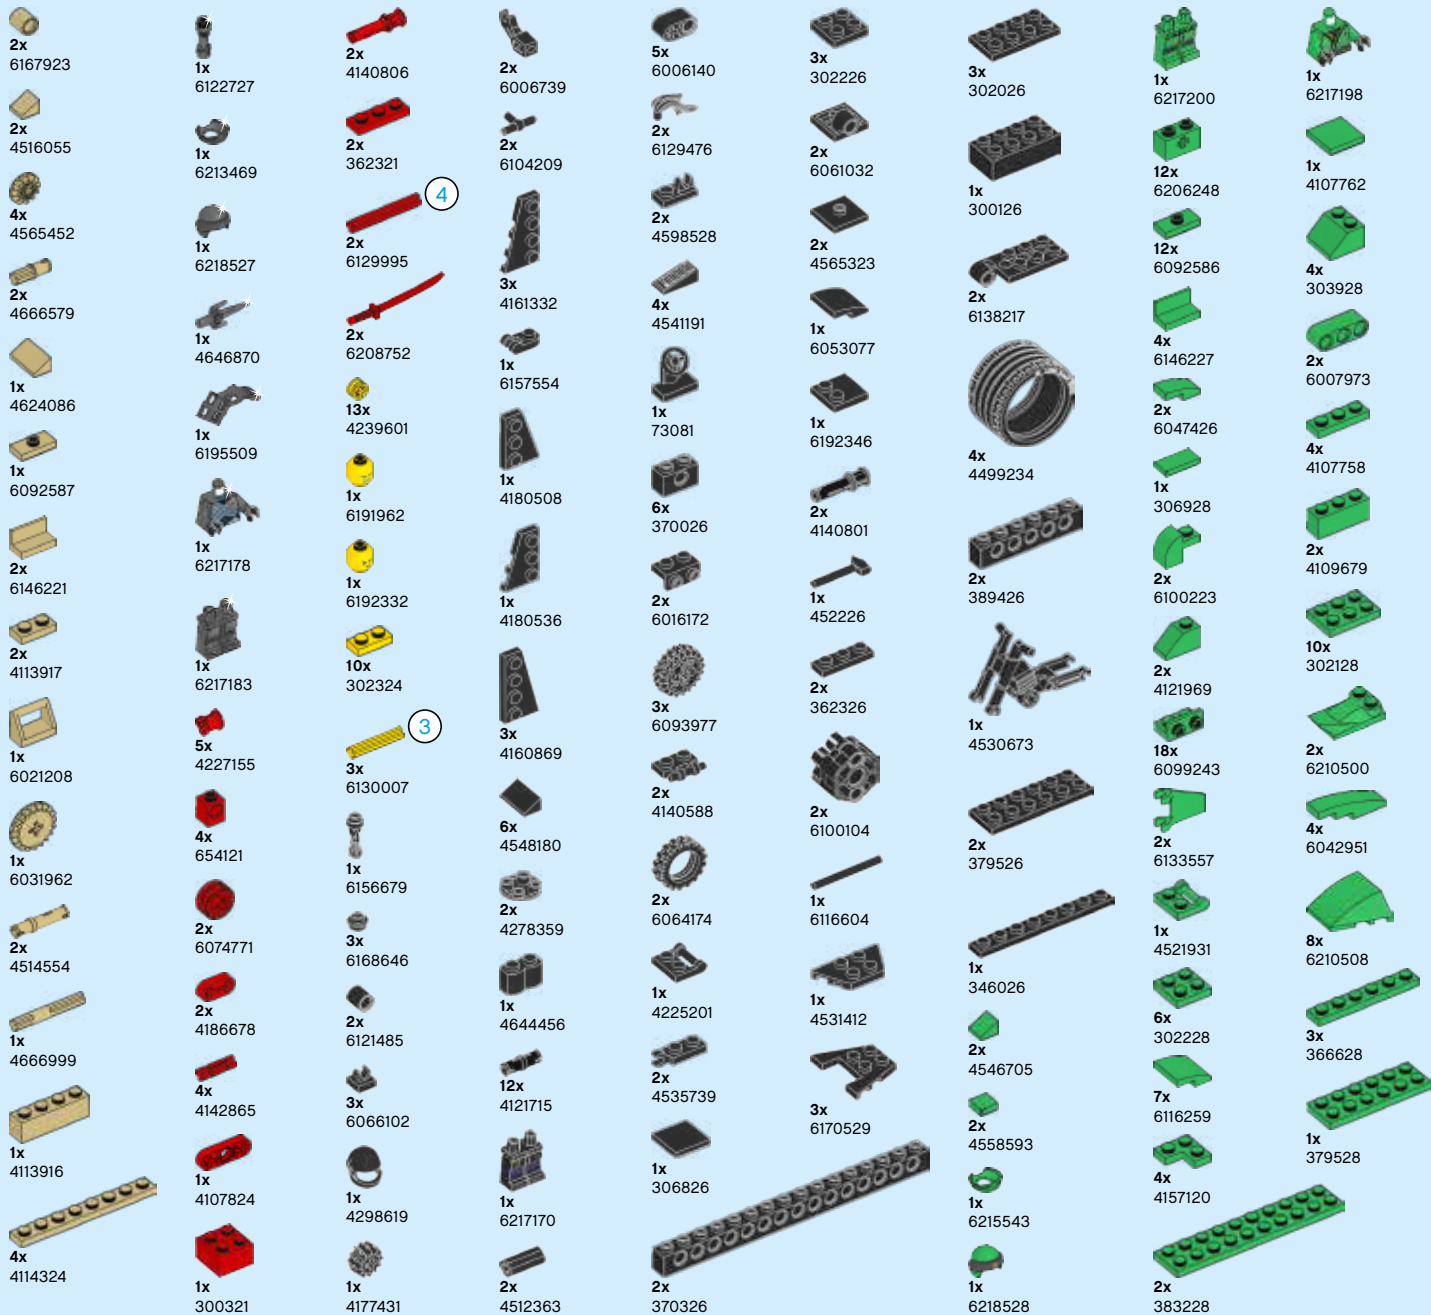 2x
6167923
2x
4516055
4x
4565452
2x
4666579
1x
4624086
1x
6092587
2x
6146221
2x
4113917
1x
6021208
1x
6031962
2x
4514554
1x
4666999
1x
4113916
4x
4114324
1x
6122727
1x
6213469
1x
6218527
1x
4646870
1x
6195509
1x
6217178
1x
6217183
5x
4227155
4x
654121
2x
6074771
2x
4186678
4x
4142865
1x
4107824
1x
300321
2x
4140806
2x
362321
4
2x
6129995
2x
6208752
13x
4239601
1x
6191962
1x
6192332
10x
302324
3
3x
6130007
1x
6156679
3x
6168646
2x
6121485
3x
6066102
1x
4298619
1x
4177431
2x
6006739
2x
6104209
3x
4161332
1x
6157554
1x
4180508
1x
4180536
3x
4160869
6x
4548180
2x
4278359
1x
4644456
12x
4121715
1x
6217170
2x
4512363
5x
6006140
2x
6129476
2x
4598528
4x
4541191
1x
73081
6x
370026
2x
6016172
3x
6093977
2x
4140588
2x
6064174
1x
4225201
2x
4535739
1x
306826
2x
370326
3x
302226
2x
6061032
2x
4565323
1x
6053077
1x
6192346
2x
4140801
1x
452226
2x
362326
2x
6100104
1x
6116604
1x
4531412
3x
6170529
3x
302026
1x
300126
2x
6138217
4x
4499234
2x
389426
1x
4530673
2x
379526
1x
346026
2x
4546705
2x
4558593
1x
6215543
1x
6218528
1x
6217200
12x
6206248
12x
6092586
4x
6146227
2x
6047426
1x
306928
2x
6100223
2x
4121969
18x
6099243
2x
6133557
1x
4521931
6x
302228
7x
6116259
4x
4157120
2x
383228
1x
6217198
1x
4107762
4x
303928
2x
6007973
4x
4107758
2x
4109679
10x
302128
2x
6210500
4x
6042951
8x
6210508
3x
366628
1x
379528